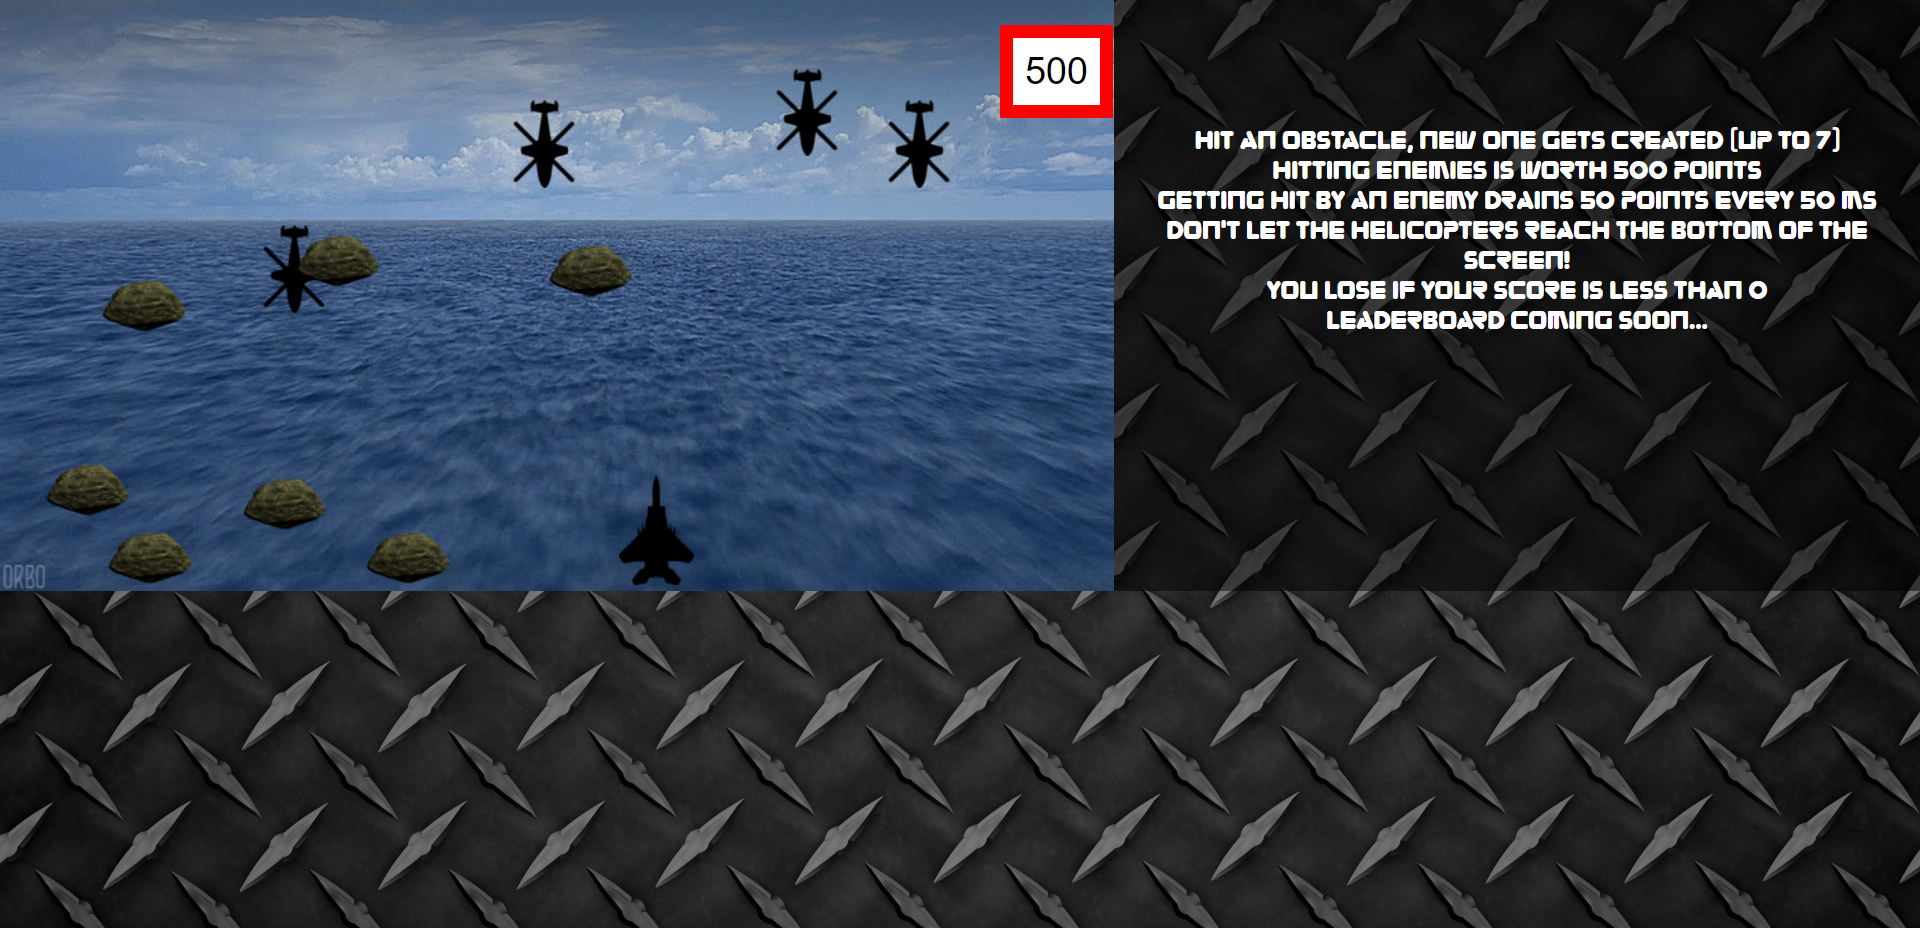 500
HIT AN OBSTACLE, NEW ONE GETS CREATED (UP TO 7)
HITTING ENEMIES IS WORTH 500 POINTS
GETTING HIT BY AN ENEMY DRAINS 50 POINTS EVERY 50 MS
DON'T LET THE HELICOPTERS REACH THE BOTTOM OF THE
SCREEN!
YOU LOSE IF YOUR SCORE IS LESS THAN 0
LEADERBOARD COMING SOON...
ORBO